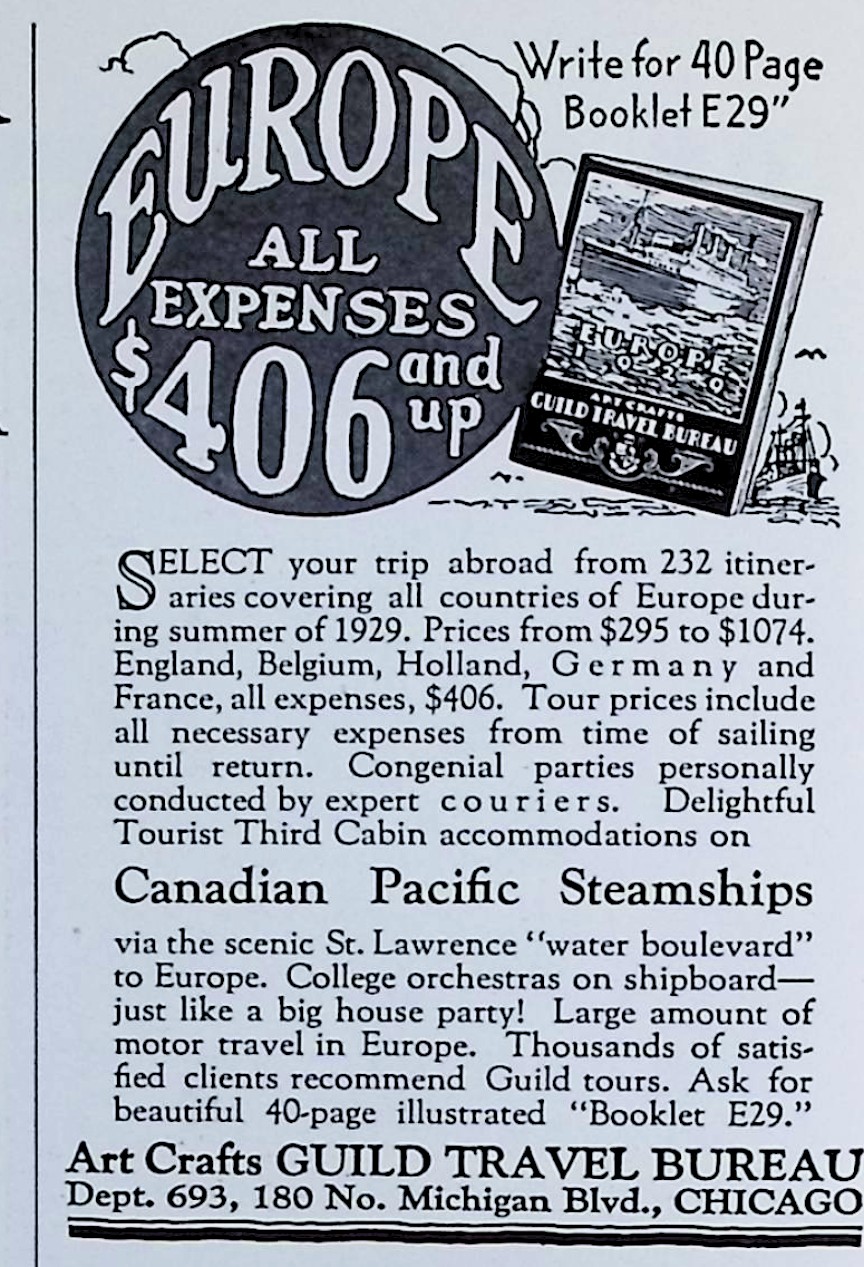 EUROPE
ALL
EXPENSES
$406 and up
Write for 40 Page
Booklet E29”
EUROPE
1929
ART CRAFTS
GUILD TRAVEL BUREAU
SELECT your trip abroad from 232 itiner-
aries covering all countries of Europe dur-
ing summer of 1929. Prices from $295 to $1074.
England, Belgium, Holland, Germany and
France, all expenses, $406. Tour prices include
all necessary expenses from time of sailing
until return. Congenial parties personally
conducted by expert couriers. Delightful
Tourist Third Cabin accommodations on
Canadian Pacific Steamships
via the scenic St. Lawrence “water boulevard”
to Europe. College orchestras on shipboard—
just like a big house party! Large amount of
motor travel in Europe. Thousands of satis-
fied clients recommend Guild tours. Ask for
beautiful 40-page illustrated “Booklet E29.”
Art Crafts GUILD TRAVEL BUREAU
Dept. 693, 180 No. Michigan Blvd., CHICAGO